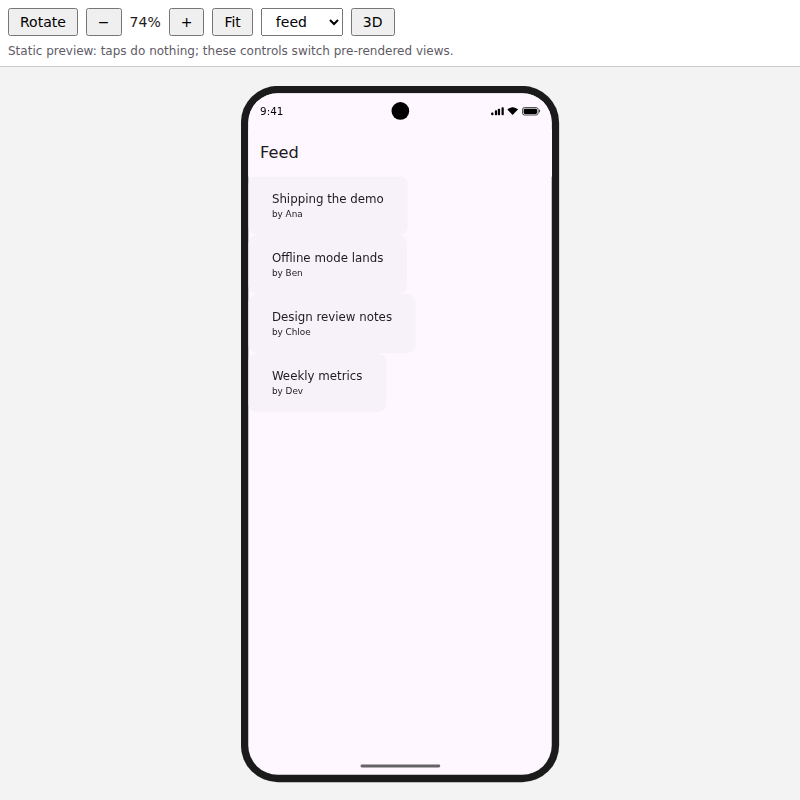 Rotate − 74% + Fit feed 3D
Static preview: taps do nothing; these controls switch pre-rendered views.
9:41
Feed
Shipping the demo
by Ana
Offline mode lands
by Ben
Design review notes
by Chloe
Weekly metrics
by Dev